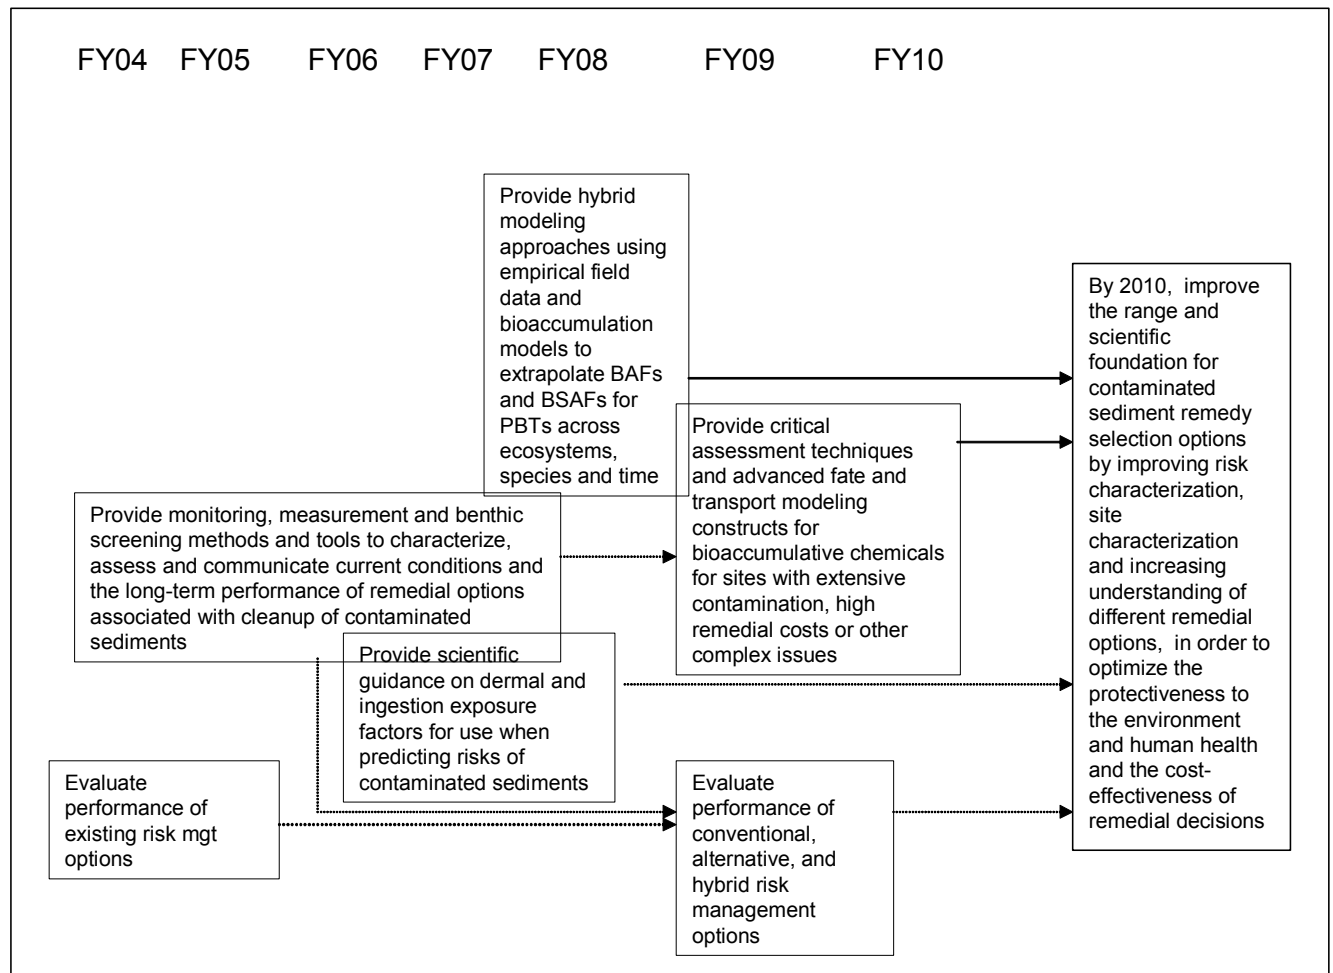 FY04 FY05 FY06 FY07 FY08 FY09 FY10
Provide hybrid
modeling
approaches using
empirical field
data and
bioaccumulation
models to
extrapolate BAFs
and BSAFs for
PBTs across
ecosystems,
species and time
Provide monitoring, measurement and benthic
screening methods and tools to characterize,
assess and communicate current conditions and
the long-term performance of remedial options
associated with cleanup of contaminated
sediments
Provide scientific
guidance on dermal and
ingestion exposure
factors for use when
predicting risks of
contaminated sediments
Evaluate
performance of
existing risk mgt
options
Provide critical
assessment techniques
and advanced fate and
transport modeling
constructs for
bioaccumulative chemicals
for sites with extensive
contamination, high
remedial costs or other
complex issues
Evaluate
performance of
conventional,
alternative, and
hybrid risk
management
options
By 2010, improve
the range and
scientific
foundation for
contaminated
sediment remedy
selection options
by improving risk
characterization,
site
characterization
and increasing
understanding of
different remedial
options, in order to
optimize the
protectiveness to
the environment
and human health
and the cost-
effectiveness of
remedial decisions